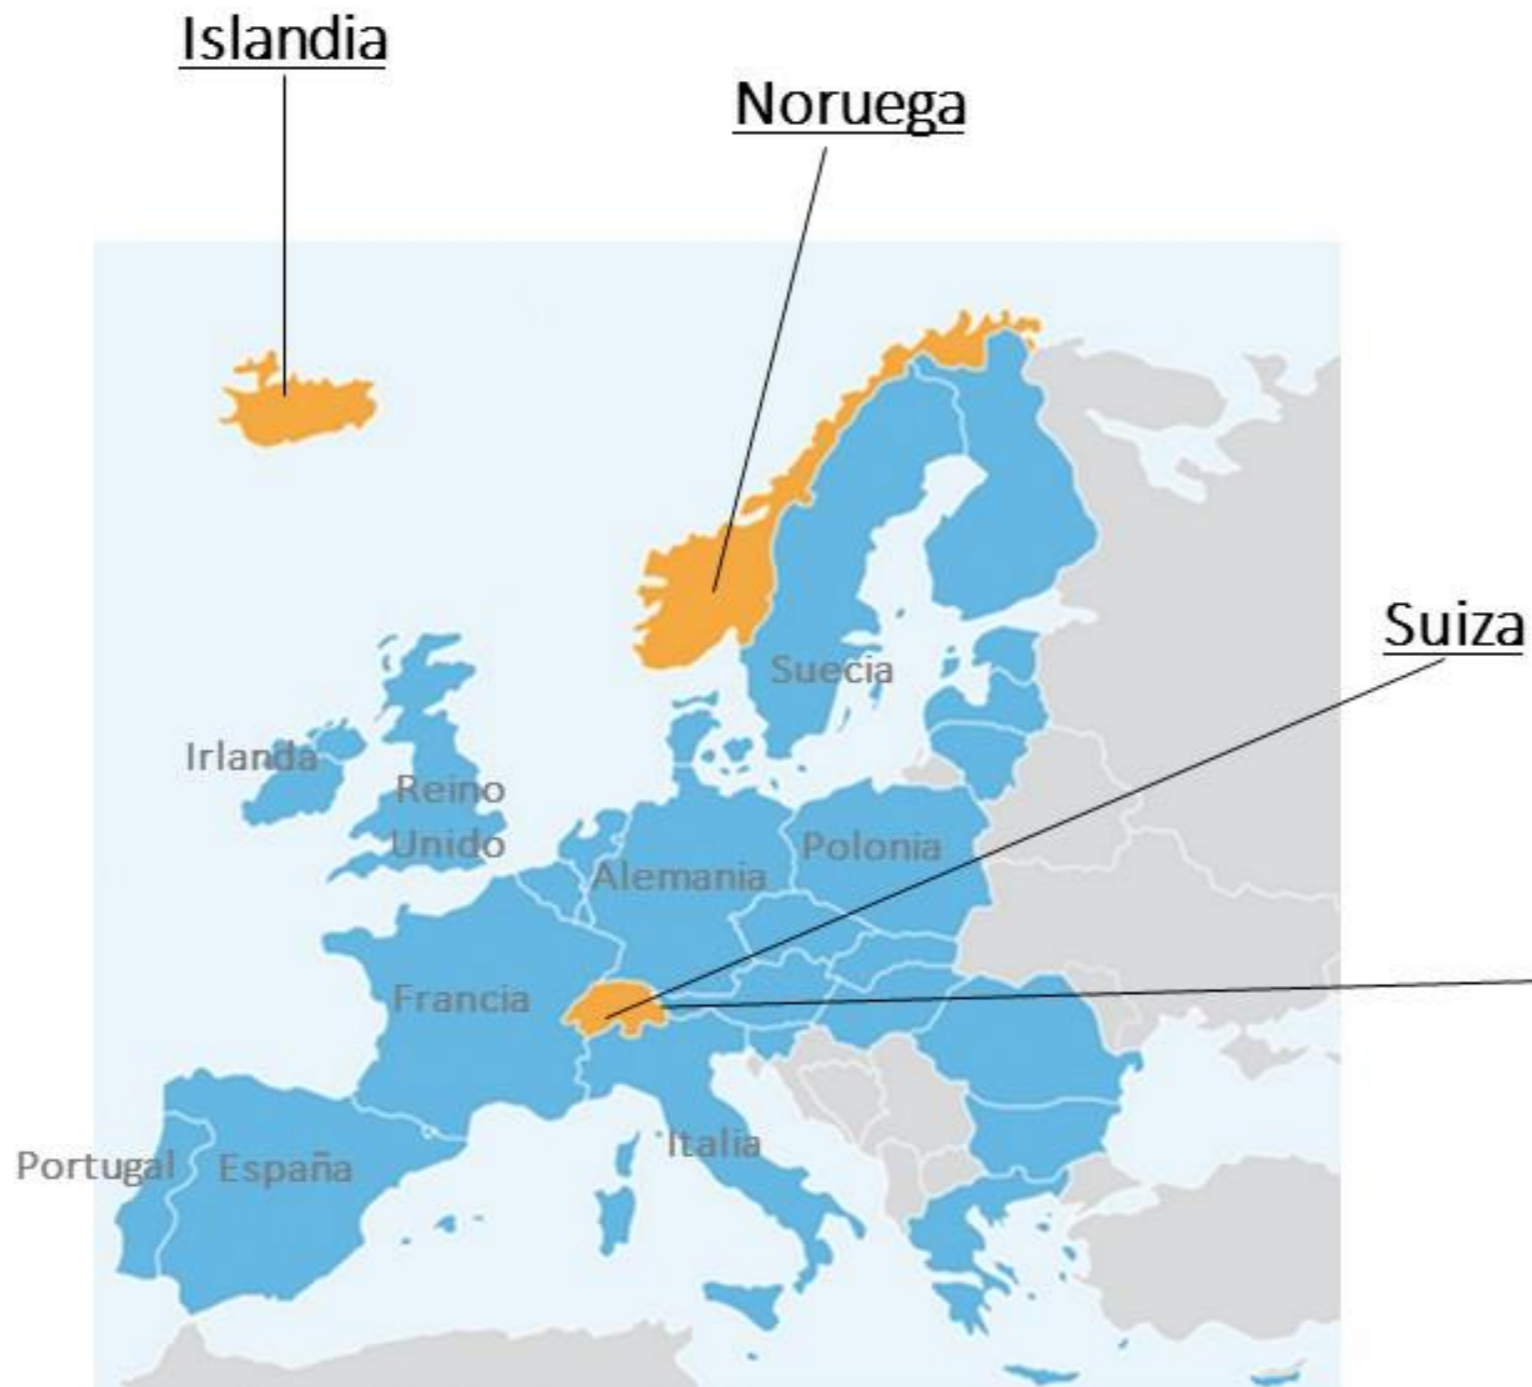 Islandia
Noruega
Suiza
Suecia
Irlanda
Reino
Unido
Polonia
Alemania
Francia
Italia
Portugal
España